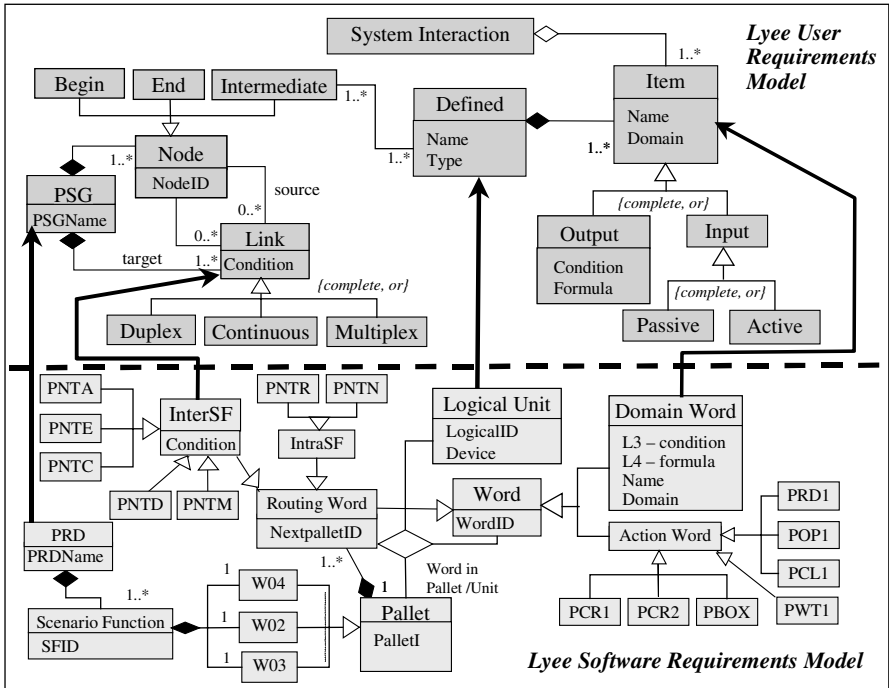 System Interaction
1..*
Lyee User
Requirements
Model
Begin
End
Intermediate
1..*
Defined
Name
Type
1..*
Item
Name
Domain
1..*
1..*
Node
NodeID
source
0..*
PSG
PSGName
0..*
target
1..*
Link
Condition
{complete, or}
Duplex
Continuous
Multiplex
{complete, or}
Output
Condition
Formula
Input
{complete, or}
Passive
Active
PNTA
PNTE
PNTC
InterSF
Condition
PNTR
PNTN
IntraSF
PNTD
PNTM
Logical Unit
LogicalID
Device
Domain Word
L3 – condition
L4 – formula
Name
Domain
Routing Word
NextpalletID
Word
WordID
Action Word
PRD1
POP1
PCL1
PWT1
PCR1
PCR2
PBOX
PRD
PRDName
1..*
Scenario Function
SFID
1
W04
1
W02
1
W03
1..*
1
Word in
Pallet /Unit
Pallet
PalletI
Lyee Software Requirements Model